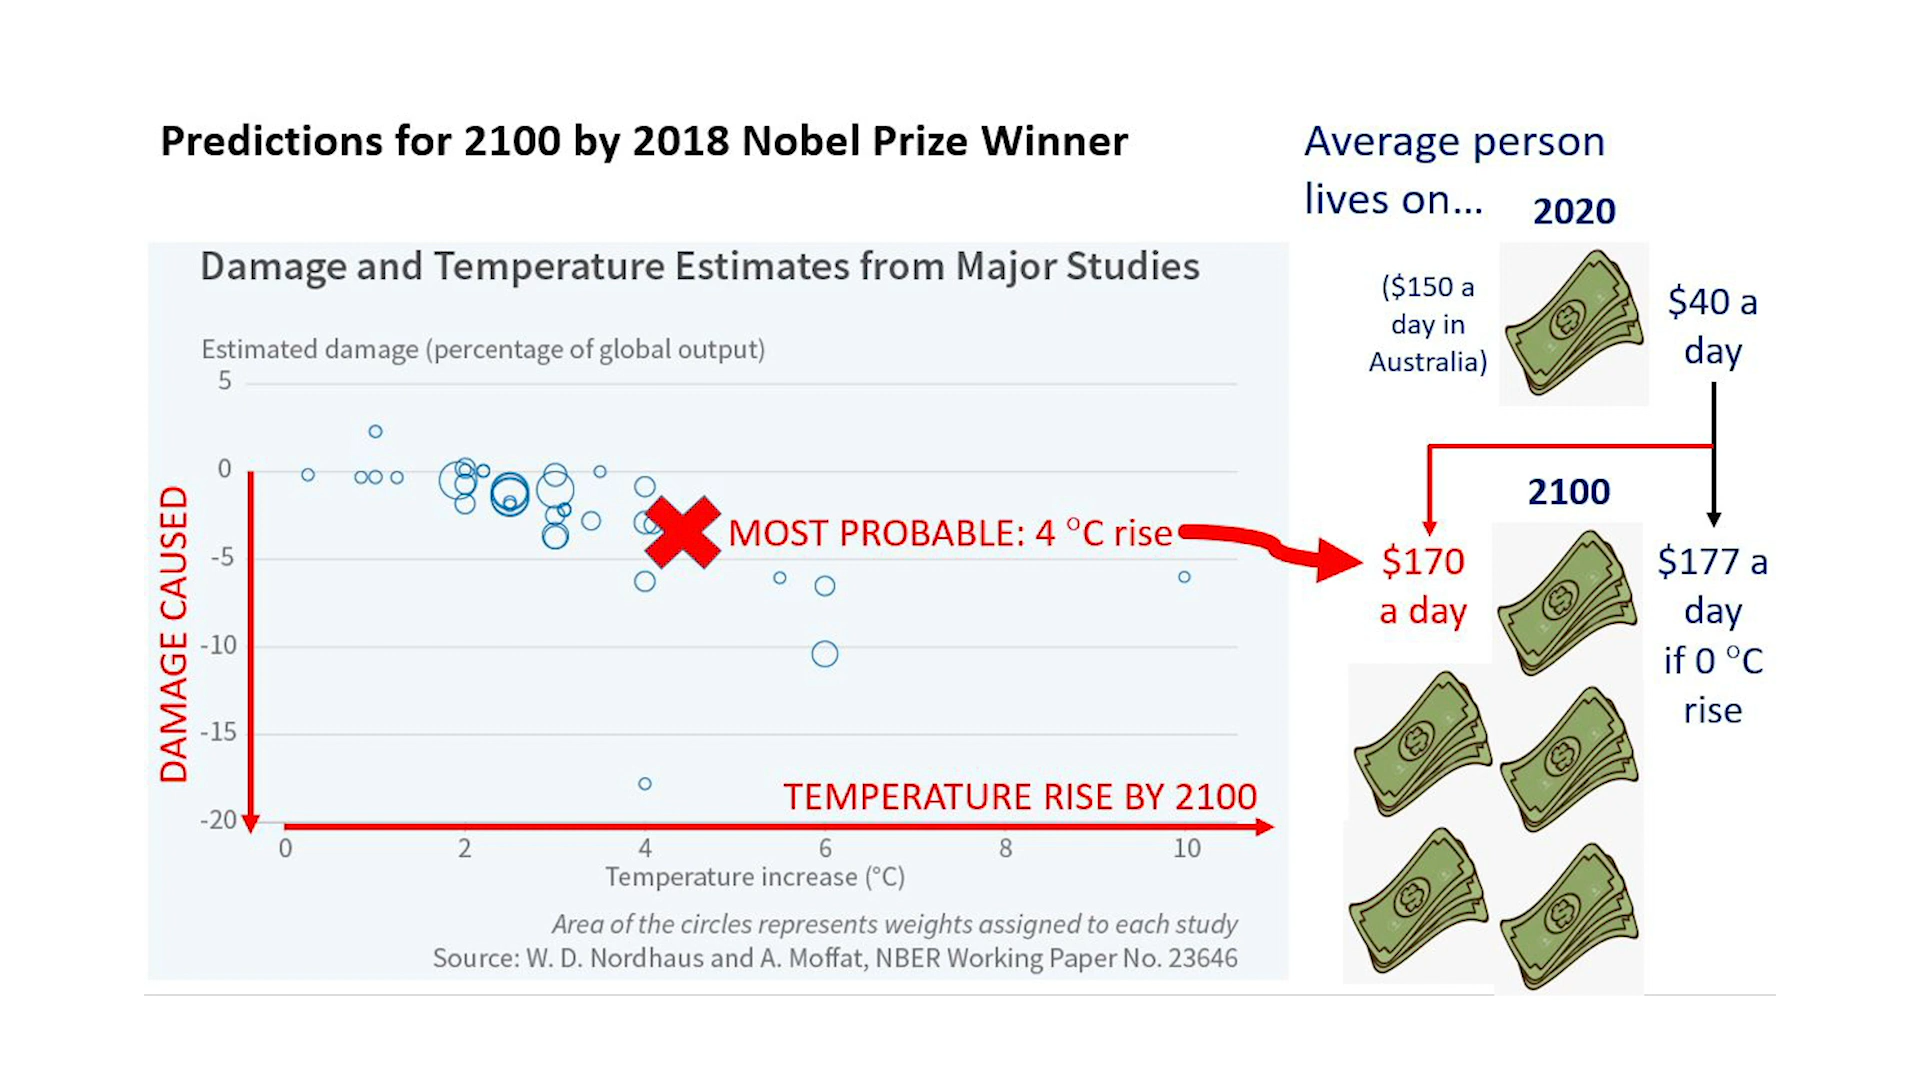 Predictions for 2100 by 2018 Nobel Prize Winner
Average person
lives on...
2020
($150 a
day in
Australia)
$40 a
day
Damage and Temperature Estimates from Major Studies
Estimated damage (percentage of global output)
5
0
-5
-10
-15
-20
DAMAGE CAUSED
MOST PROBABLE: 4 °C rise
TEMPERATURE RISE BY 2100
0 2 4 6 8 10
Temperature increase (°C)
Area of the circles represents weights assigned to each study
Source: W. D. Nordhaus and A. Moffat, NBER Working Paper No. 23646
2100
$170
a day
$177 a
day
if 0 °C
rise